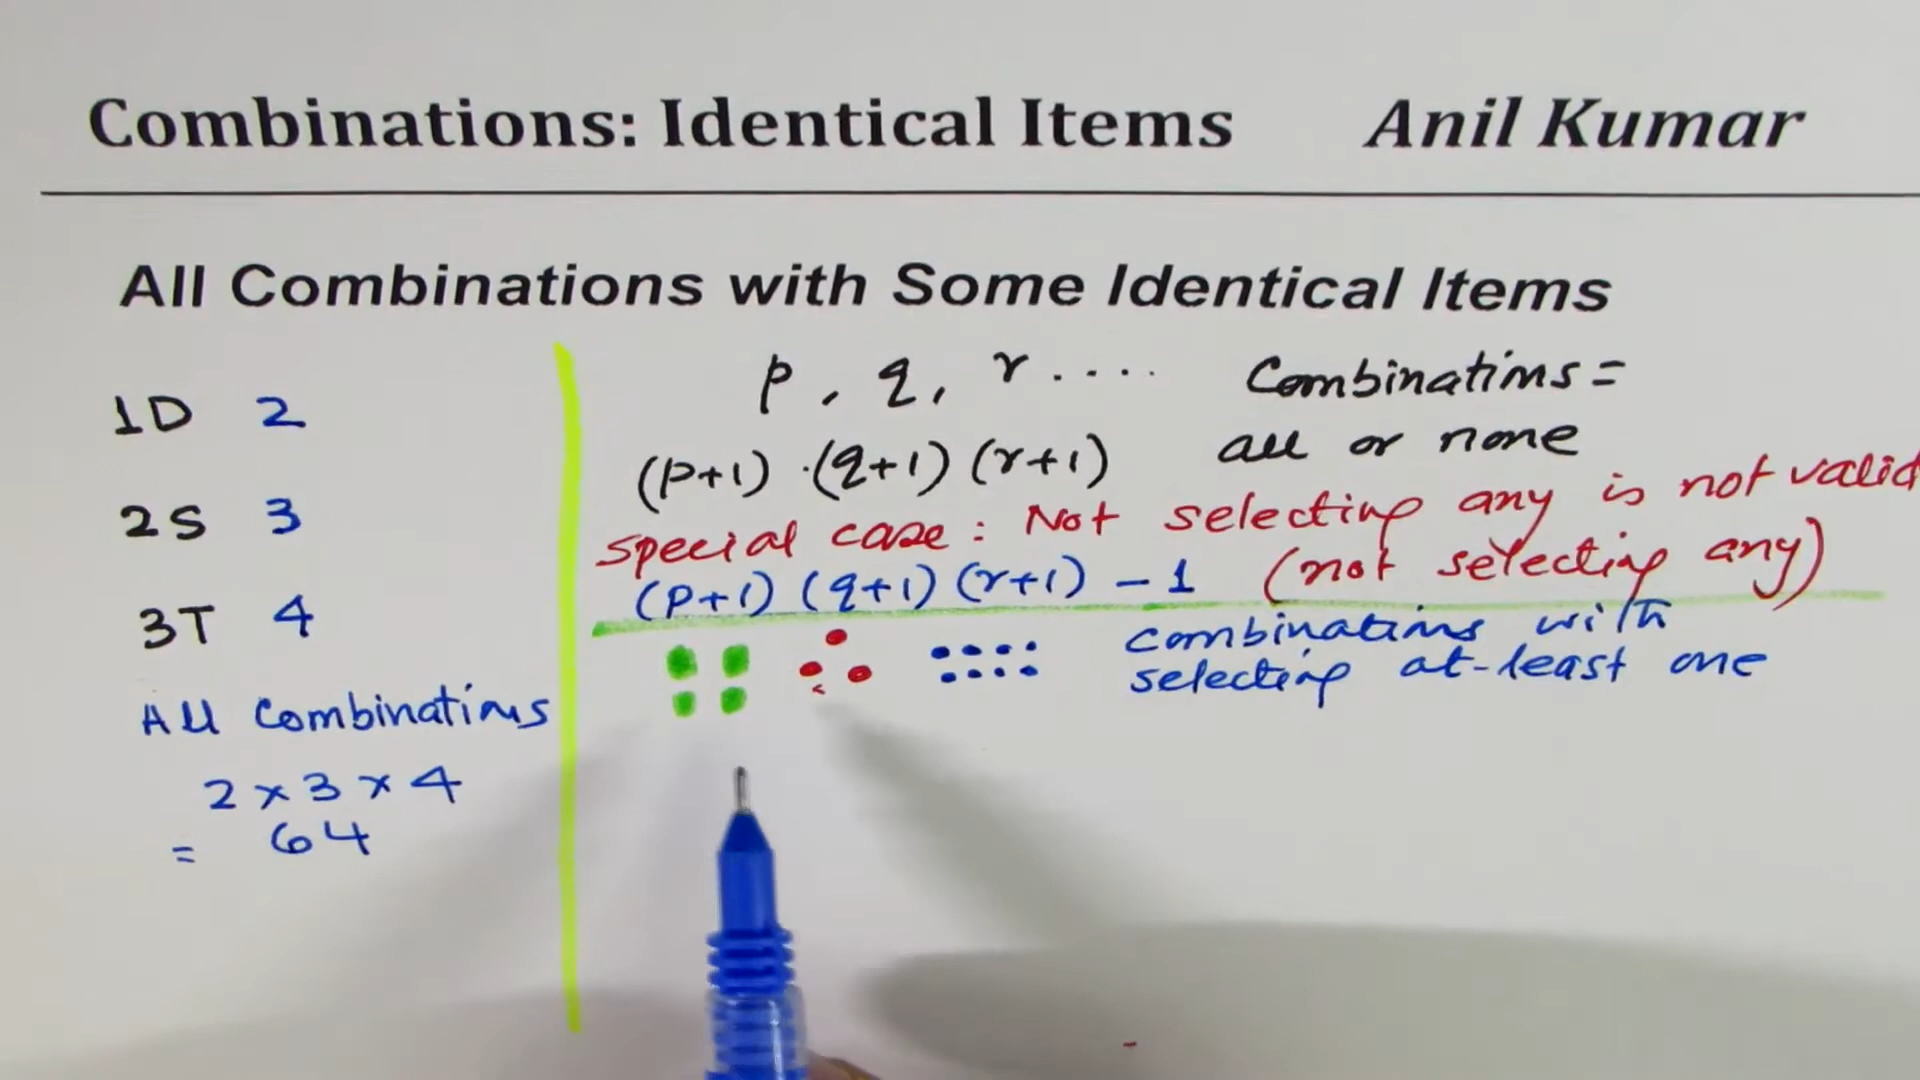 Combinations: Identical Items Anil Kumar
All Combinations with Some Identical Items
1D 2
2S 3
3T 4
All Combinations
2 x 3 x 4
= 64
p, q, r .... Combinations =
(p+1) ·(q+1) (r+1) all or none
special case: Not selecting any is not valid
(p+1) (q+1) (r+1) - 1 (not selecting any)
combinations with
selecting at-least one